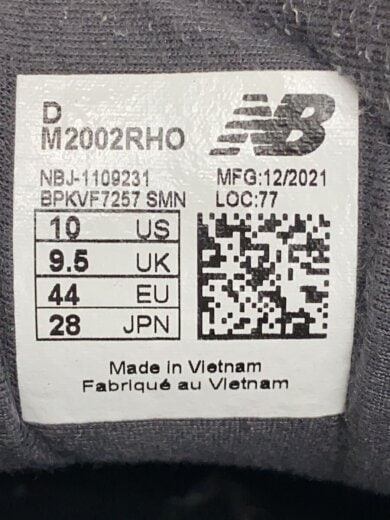 D
M2002RHO
NB
NBJ-1109231
BPKVF7257 SMN
MFG:12/2021
LOC:77
10 US
9.5 UK
44 EU
28 JPN
Made in Vietnam
Fabriqué au Vietnam